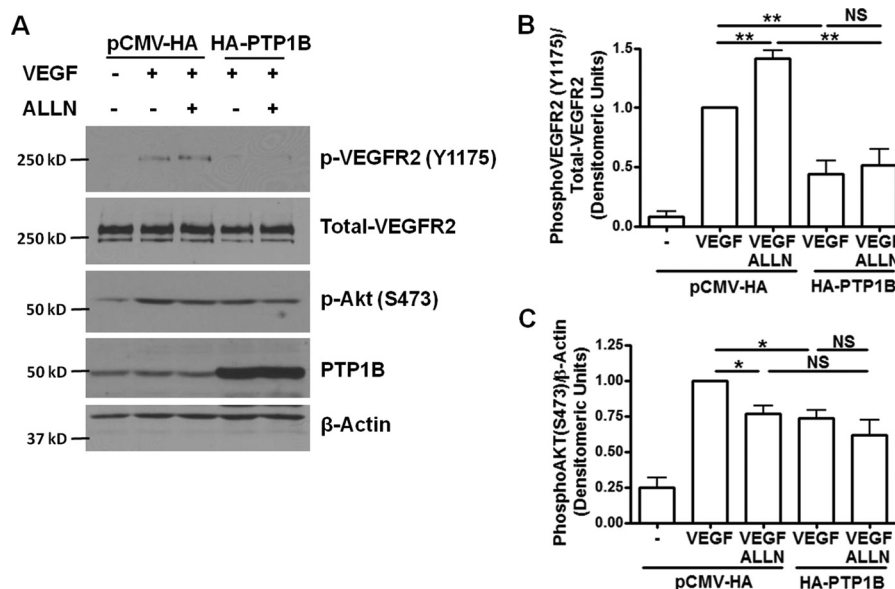 A
pCMV-HA HA-PTP1B
VEGF - + + + +
ALLN - - + - +
250 kD p-VEGFR2 (Y1175)
250 kD Total-VEGFR2
50 kD p-Akt (S473)
50 kD PTP1B
37 kD β-Actin
B
PhosphoVEGFR2 (Y1175)/
Total-VEGFR2
(Densitomeric Units)
1.5
1.0
0.5
0.0
** NS
** **
- VEGF VEGF VEGF VEGF
ALLN ALLN
pCMV-HA HA-PTP1B
C
PhosphoAKT(S473)/β-Actin
(Densitomeric Units)
1.25
1.00
0.75
0.50
0.25
0.00
* NS
* NS
- VEGF VEGF VEGF VEGF
ALLN ALLN
pCMV-HA HA-PTP1B